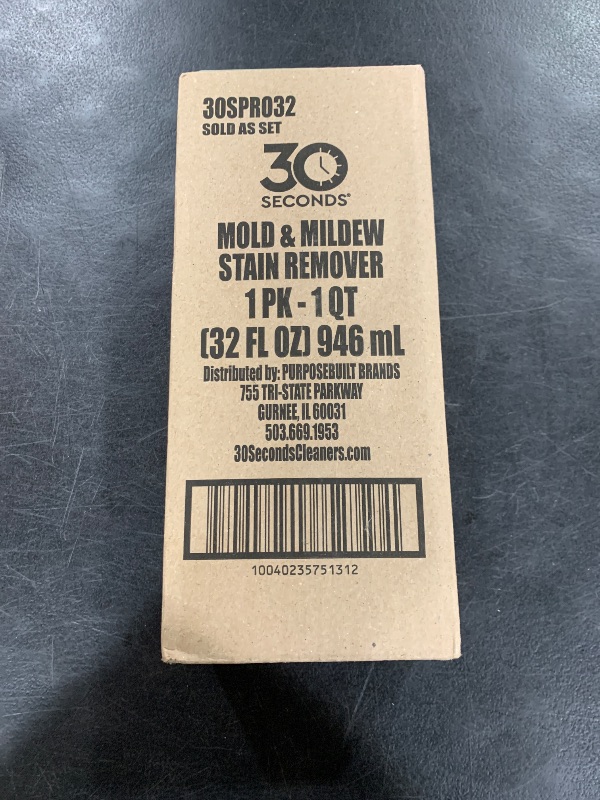 30SPRO32
SOLD AS SET
30
SECONDS®
MOLD & MILDEW
STAIN REMOVER
1 PK - 1 QT
(32 FL OZ) 946 mL
Distributed by: PURPOSEBUILT BRANDS
755 TRI-STATE PARKWAY
GURNEE, IL 60031
503.669.1953
30SecondsCleaners.com
10040235751312